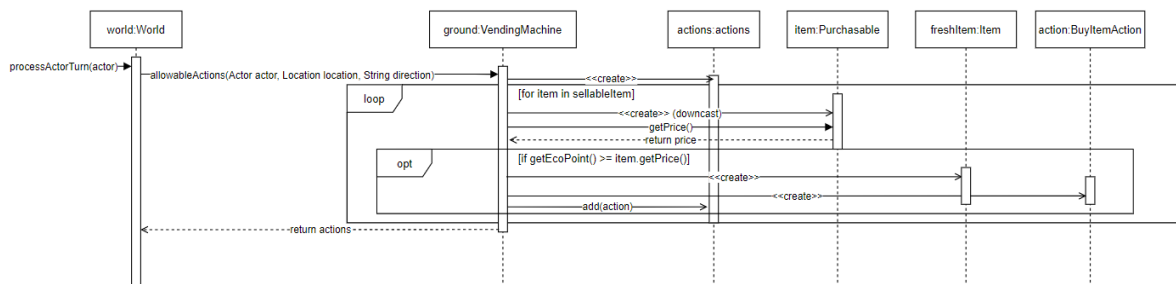 world:World
ground:VendingMachine
actions:actions
item:Purchasable
freshItem:Item
action:BuyItemAction
processActorTurn(actor)
allowableActions(Actor actor, Location location, String direction)
<<create>>
loop
[for item in sellableItem]
<<create>> (downcast)
getPrice()
return price
opt
[if getEcoPoint() >= item.getPrice()]
<<create>>
<<create>>
add(action)
return actions